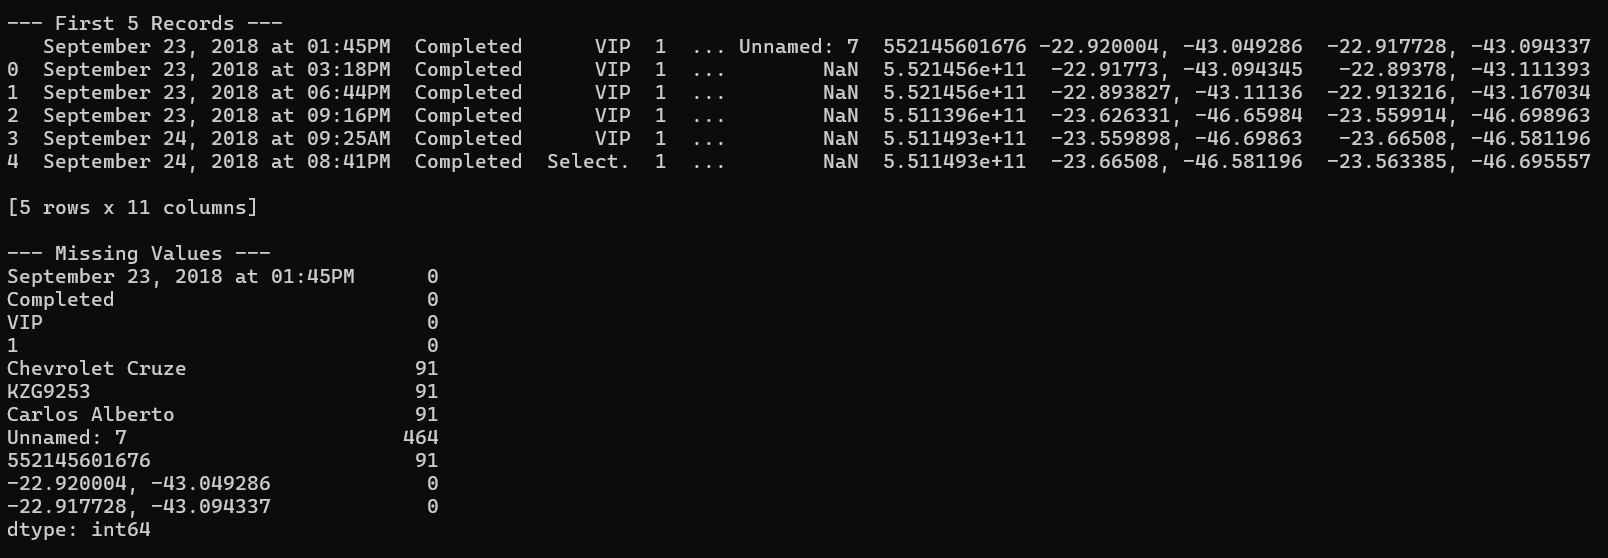 --- First 5 Records ---
   September 23, 2018 at 01:45PM  Completed      VIP  1  ... Unnamed: 7  552145601676 -22.920004, -43.049286  -22.917728, -43.094337
0  September 23, 2018 at 03:18PM  Completed      VIP  1  ...        NaN  5.521456e+11  -22.91773, -43.094345   -22.89378, -43.111393
1  September 23, 2018 at 06:44PM  Completed      VIP  1  ...        NaN  5.521456e+11  -22.893827, -43.11136  -22.913216, -43.167034
2  September 23, 2018 at 09:16PM  Completed      VIP  1  ...        NaN  5.511396e+11  -23.626331, -46.65984  -23.559914, -46.698963
3  September 24, 2018 at 09:25AM  Completed      VIP  1  ...        NaN  5.511493e+11  -23.559898, -46.69863   -23.66508, -46.581196
4  September 24, 2018 at 08:41PM  Completed  Select.  1  ...        NaN  5.511493e+11  -23.66508, -46.581196  -23.563385, -46.695557
[5 rows x 11 columns]
--- Missing Values ---
September 23, 2018 at 01:45PM      0
Completed                          0
VIP                                0
1                                  0
Chevrolet Cruze                   91
KZG9253                           91
Carlos Alberto                    91
Unnamed: 7                       464
552145601676                      91
-22.920004, -43.049286             0
-22.917728, -43.094337             0
dtype: int64